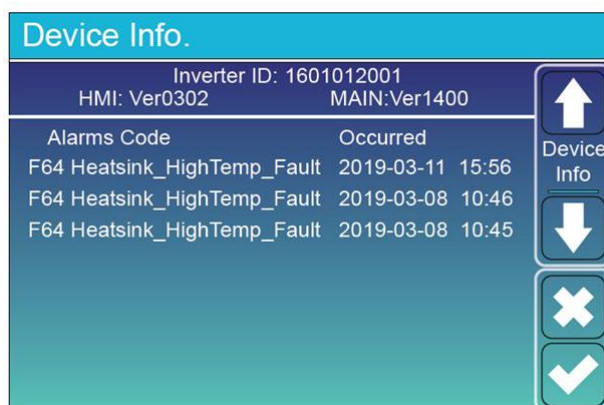 Device Info.
Inverter ID: 1601012001
HMI: Ver0302 MAIN:Ver1400
Alarms Code Occurred
F64 Heatsink_HighTemp_Fault 2019-03-11 15:56
F64 Heatsink_HighTemp_Fault 2019-03-08 10:46
F64 Heatsink_HighTemp_Fault 2019-03-08 10:45
Device
Info